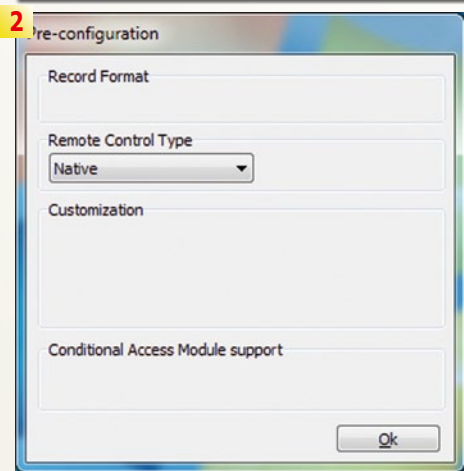 2
Pre-configuration
Record Format
Remote Control Type
Native
Customization
Conditional Access Module support
Ok